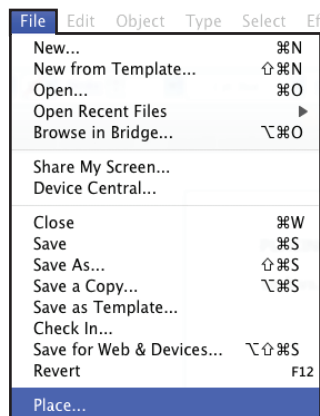 File Edit Object Type Select Ef
New... ⌘N
New from Template... ⇧⌘N
Open... ⌘O
Open Recent Files ▶
Browse in Bridge... ⌥⌘O
Share My Screen...
Device Central...
Close ⌘W
Save ⌘S
Save As... ⇧⌘S
Save a Copy... ⌥⌘S
Save as Template...
Check In...
Save for Web & Devices... ⌥⇧⌘S
Revert F12
Place...